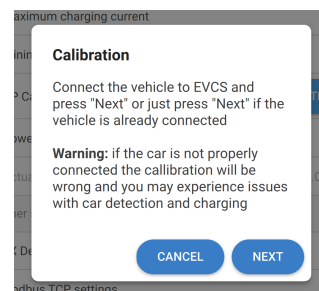 aximum charging current
Calibration
Connect the vehicle to EVCS and
press "Next" or just press "Next" if the
vehicle is already connected
Warning: if the car is not properly
connected the callibration will be
wrong and you may experience issues
with car detection and charging
CANCEL
NEXT
odbus TCP settings